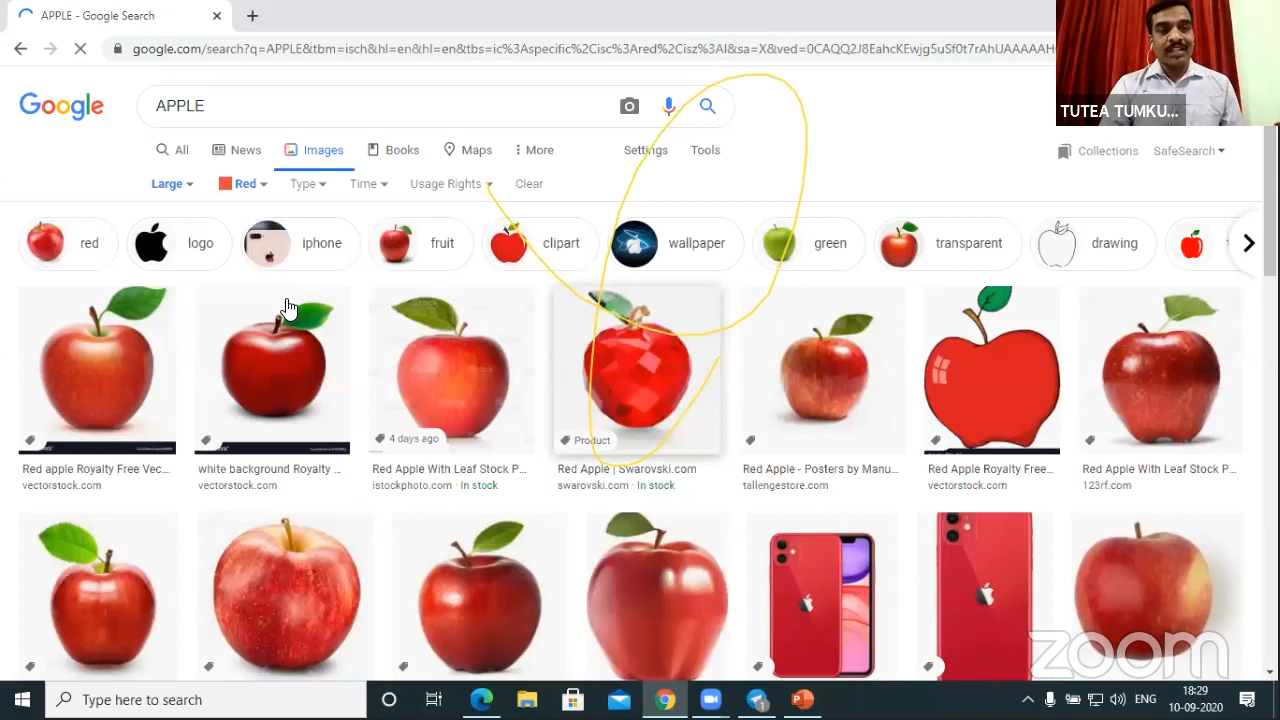 APPLE - Google Search
google.com/search?q=APPLE&tbm=isch&hl=en&hl=en&tbs=ic%3Aspecific%2Cisc%3Ared%2Cisz%3Al&sa=X&ved=0CAQQ2J8EahcKEwjg5uSf0t7rAhUAAAAAH
TUTEA TUMKU...
Google
APPLE
All News Images Books Maps More Settings Tools
Collections SafeSearch
Large Red Type Time Usage Rights Clear
red logo iphone fruit clipart wallpaper green transparent drawing
4 days ago
Product
Red apple Royalty Free Vec... white background Royalty ... Red Apple With Leaf Stock P... Red Apple | Swarovski.com Red Apple - Posters by Manu... Red Apple Royalty Free... Red Apple With Leaf Stock P...
vectorstock.com vectorstock.com istockphoto.com · In stock swarovski.com · In stock tallengestore.com vectorstock.com 123rf.com
zoom
Type here to search
1
ENG
18:29
10-09-2020